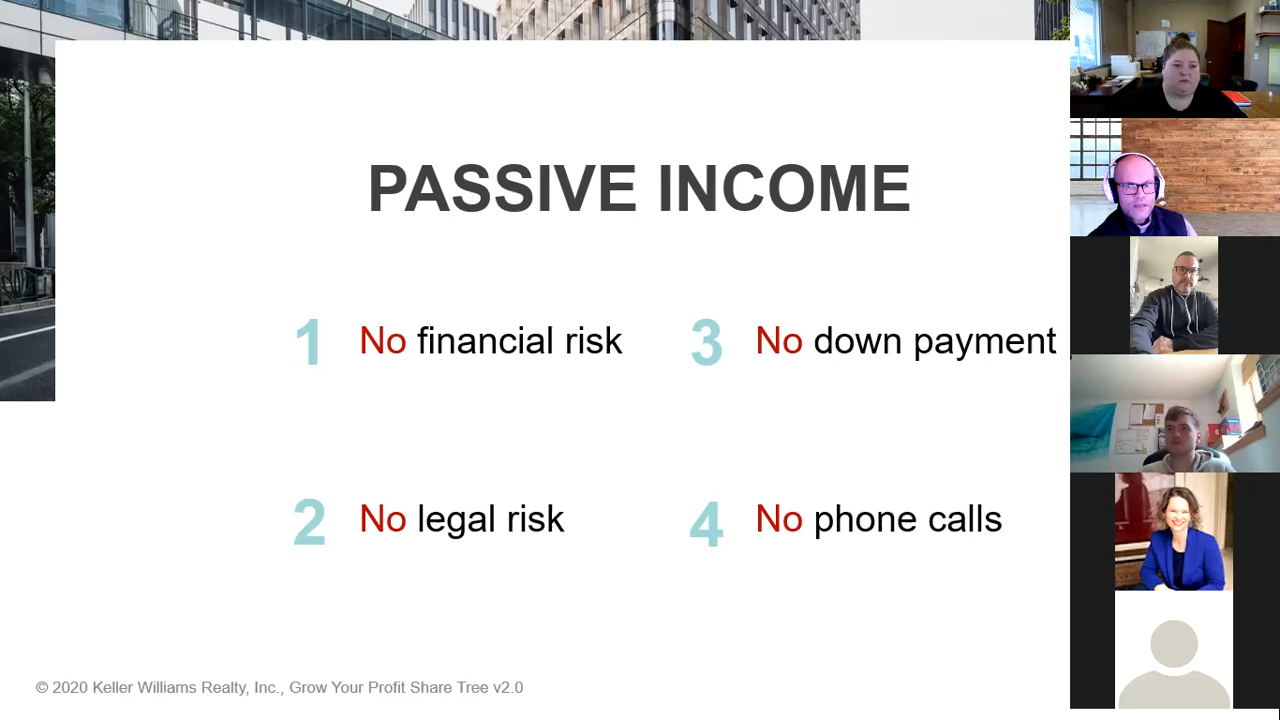 PASSIVE INCOME
1 No financial risk
2 No legal risk
3 No down payment
4 No phone calls
© 2020 Keller Williams Realty, Inc., Grow Your Profit Share Tree v2.0